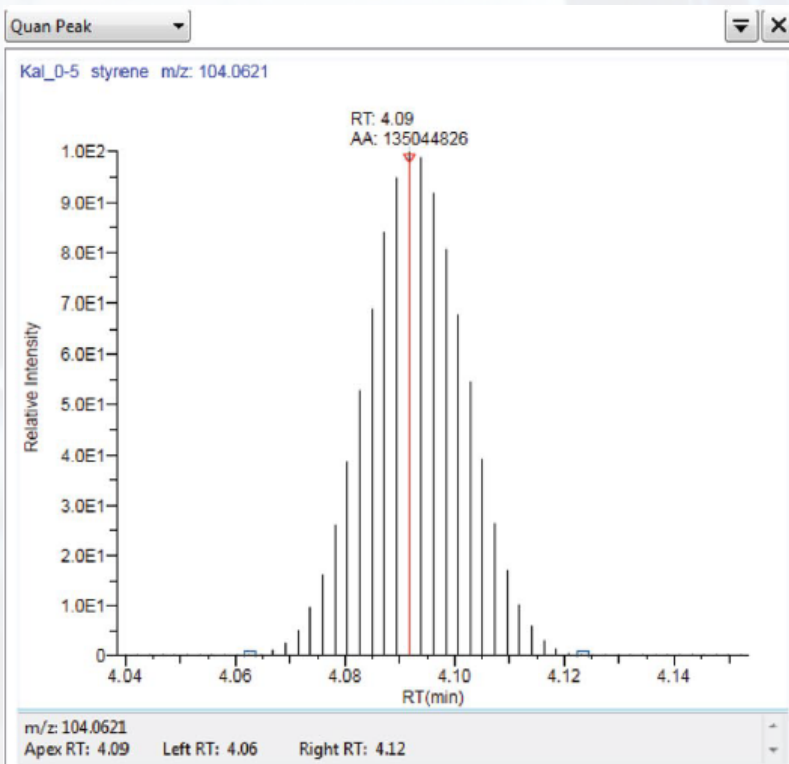 Quan Peak
Kal_0-5 styrene m/z: 104.0621
RT: 4.09
AA: 135044826
1.0E2
9.0E1
8.0E1
7.0E1
6.0E1
5.0E1
4.0E1
3.0E1
2.0E1
1.0E1
0
Relative Intensity
4.04 4.06 4.08 4.10 4.12 4.14
RT(min)
m/z: 104.0621
Apex RT: 4.09 Left RT: 4.06 Right RT: 4.12